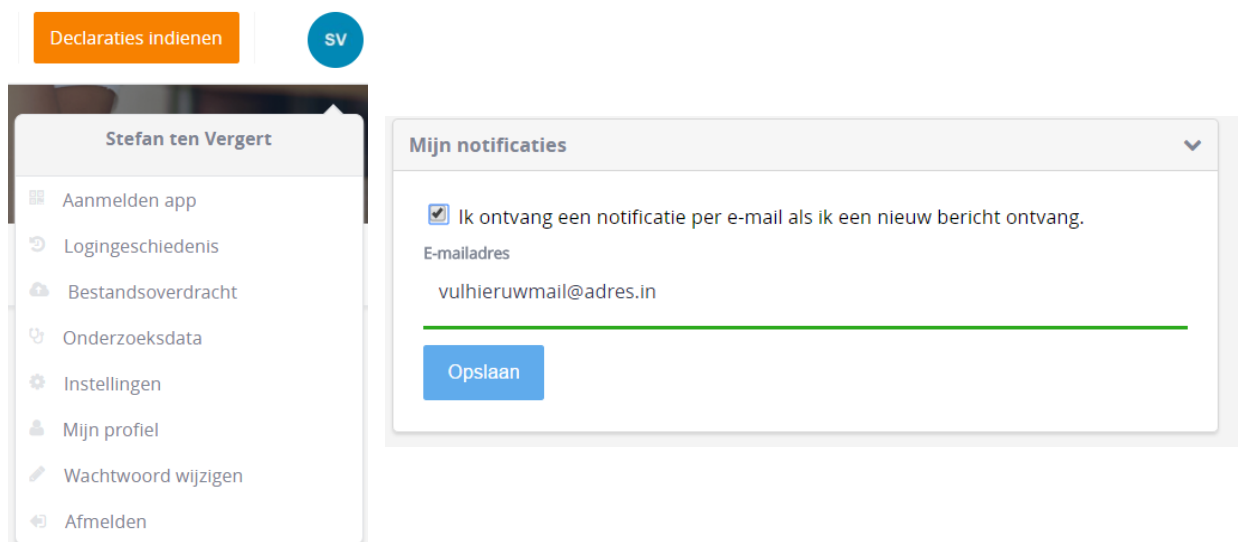 Declaraties indienen
SV
Stefan ten Vergert
Aanmelden app
Logingeschiedenis
Bestandsoverdracht
Onderzoeksdata
Instellingen
Mijn profiel
Wachtwoord wijzigen
Afmelden
Mijn notificaties
Ik ontvang een notificatie per e-mail als ik een nieuw bericht ontvang.
E-mailadres
vulhieruwmail@adres.in
Opslaan